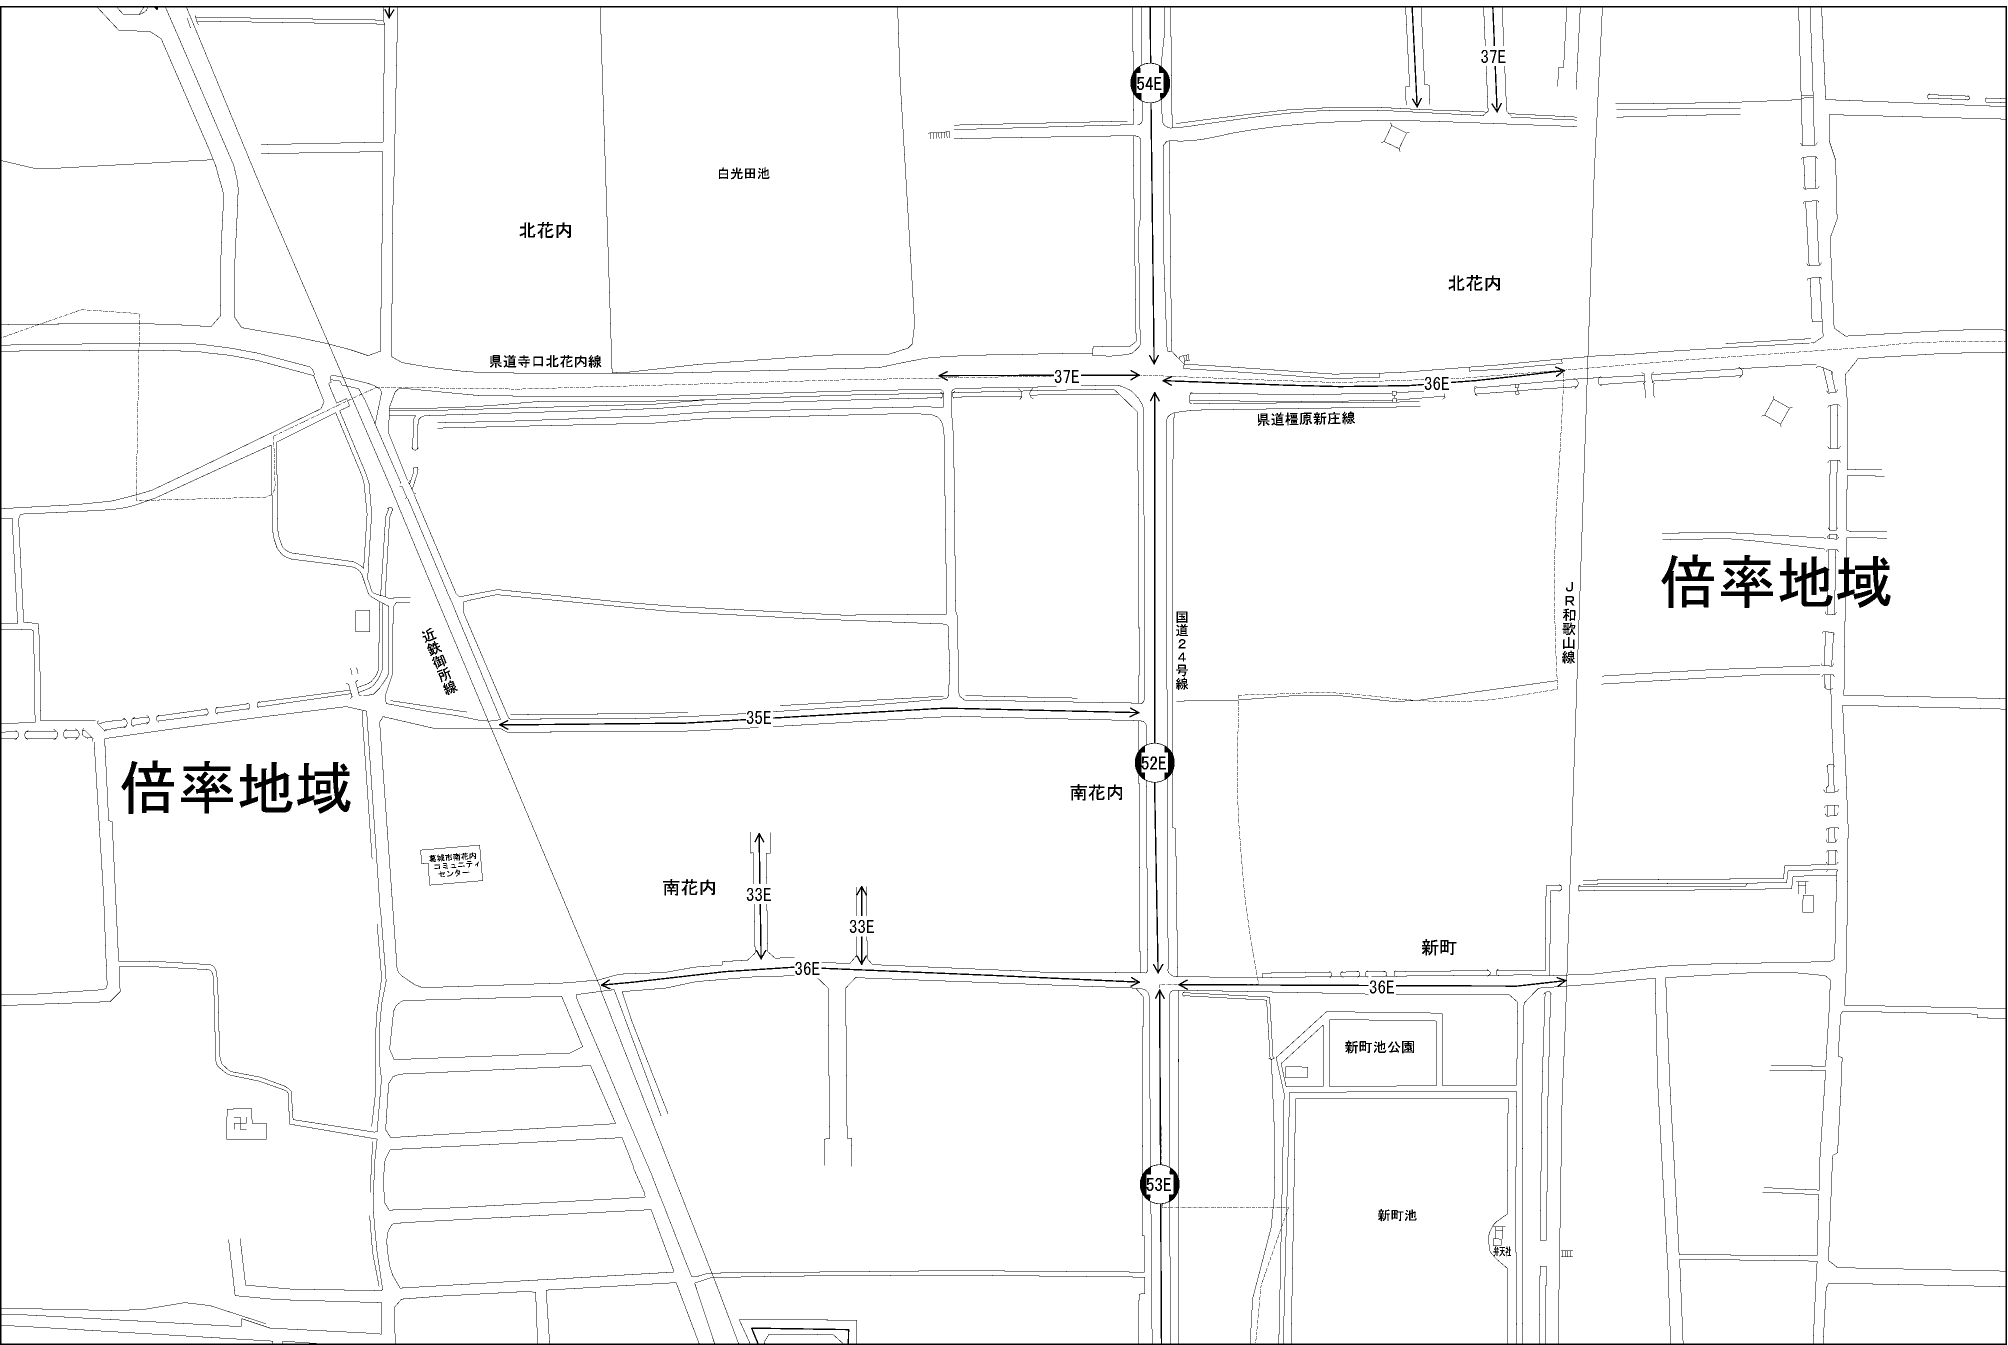 37E
54E
白光田池
北花内
北花内
県道寺口北花内線
37E
36E
県道橿原新庄線
倍率地域
JR和歌山線
国道24号線
近鉄御所線
35E
52E
倍率地域
南花内
葛城市南花内
コミュニティ
センター
南花内
33E
33E
新町
36E
36E
新町池公園
53E
新町池
弁天社